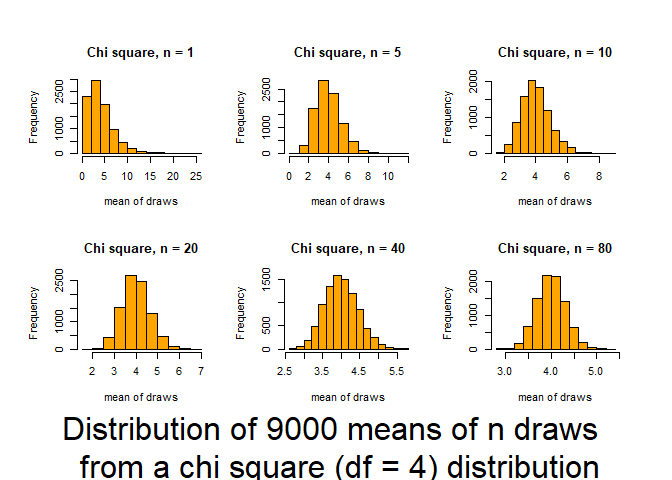 Chi square, n = 1
Frequency
0 1000 2500
0 5 10 15 20 25
mean of draws
Chi square, n = 5
Frequency
0 1000 2500
0 2 4 6 8 10
mean of draws
Chi square, n = 10
Frequency
0 1000 2000
2 4 6 8
mean of draws
Chi square, n = 20
Frequency
0 1000 2500
2 3 4 5 6 7
mean of draws
Chi square, n = 40
Frequency
0 500 1500
2.5 3.5 4.5 5.5
mean of draws
Chi square, n = 80
Frequency
0 1000 2000
3.0 4.0 5.0
mean of draws
Distribution of 9000 means of n draws
from a chi square (df = 4) distribution